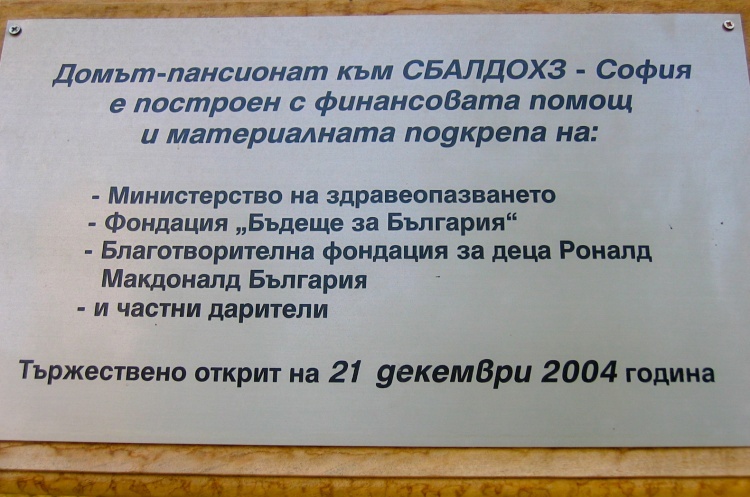 Домът-пансионат към СБАЛДОХЗ - София
е построен с финансовата помощ
и материалната подкрепа на:
- Министерство на здравеопазването
- Фондация „Бъдеще за България“
- Благотворителна фондация за деца Роналд
Макдоналд България
- и частни дарители
Тържествено открит на 21 декември 2004 година